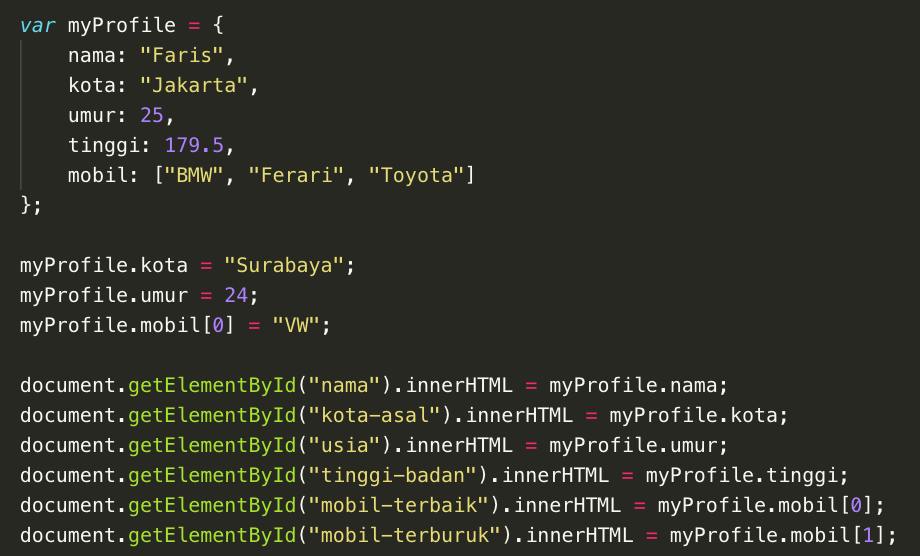 var myProfile = {
    nama: "Faris",
    kota: "Jakarta",
    umur: 25,
    tinggi: 179.5,
    mobil: ["BMW", "Ferari", "Toyota"]
};

myProfile.kota = "Surabaya";
myProfile.umur = 24;
myProfile.mobil[0] = "VW";

document.getElementById("nama").innerHTML = myProfile.nama;
document.getElementById("kota-asal").innerHTML = myProfile.kota;
document.getElementById("usia").innerHTML = myProfile.umur;
document.getElementById("tinggi-badan").innerHTML = myProfile.tinggi;
document.getElementById("mobil-terbaik").innerHTML = myProfile.mobil[0];
document.getElementById("mobil-terburuk").innerHTML = myProfile.mobil[1];